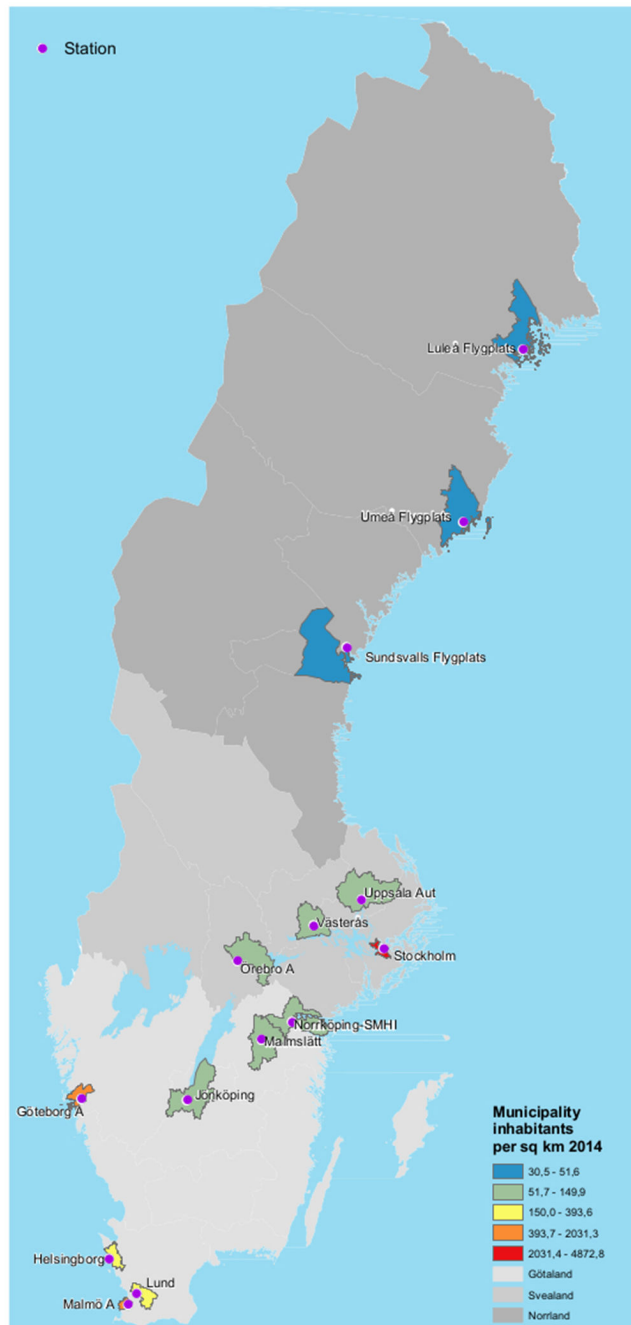 Station
Luleå Flygplats
Umeå Flygplats
Sundsvalls Flygplats
Uppsala Aut
Västerås
Stockholm
Örebro A
Norrköping-SMHI
Malmslätt
Jönköping
Göteborg A
Municipality
inhabitants
per sq km 2014
30,5 - 51,6
51,7 - 149,9
150,0 - 393,6
393,7 - 2031,3
2031,4 - 4872,8
Götaland
Svealand
Norrland
Helsingborg
Lund
Malmö A